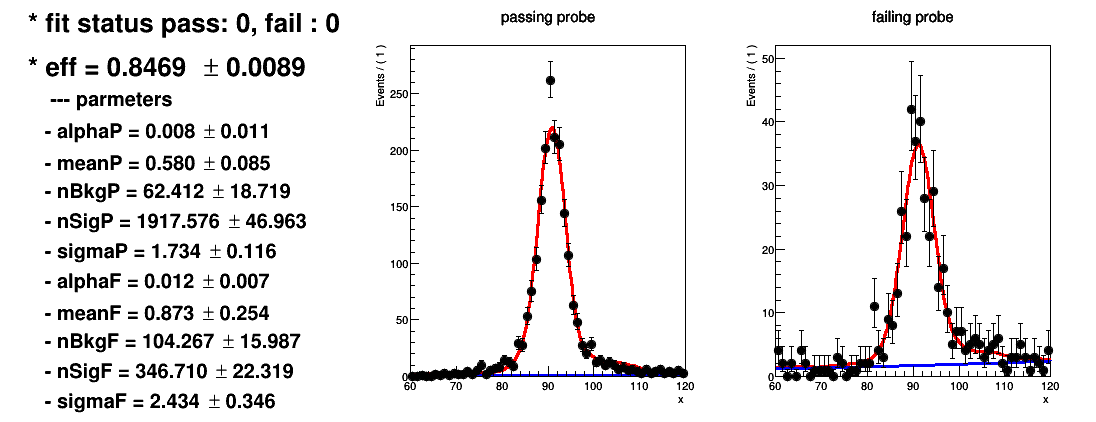 * fit status pass: 0, fail : 0
* eff = 0.8469 ± 0.0089
--- parmeters
- alphaP = 0.008 ± 0.011
- meanP = 0.580 ± 0.085
- nBkgP = 62.412 ± 18.719
- nSigP = 1917.576 ± 46.963
- sigmaP = 1.734 ± 0.116
- alphaF = 0.012 ± 0.007
- meanF = 0.873 ± 0.254
- nBkgF = 104.267 ± 15.987
- nSigF = 346.710 ± 22.319
- sigmaF = 2.434 ± 0.346
passing probe
Events / ( 1 )
250
200
150
100
50
0
60 70 80 90 100 110 120
x
failing probe
Events / ( 1 )
50
40
30
20
10
0
60 70 80 90 100 110 120
x